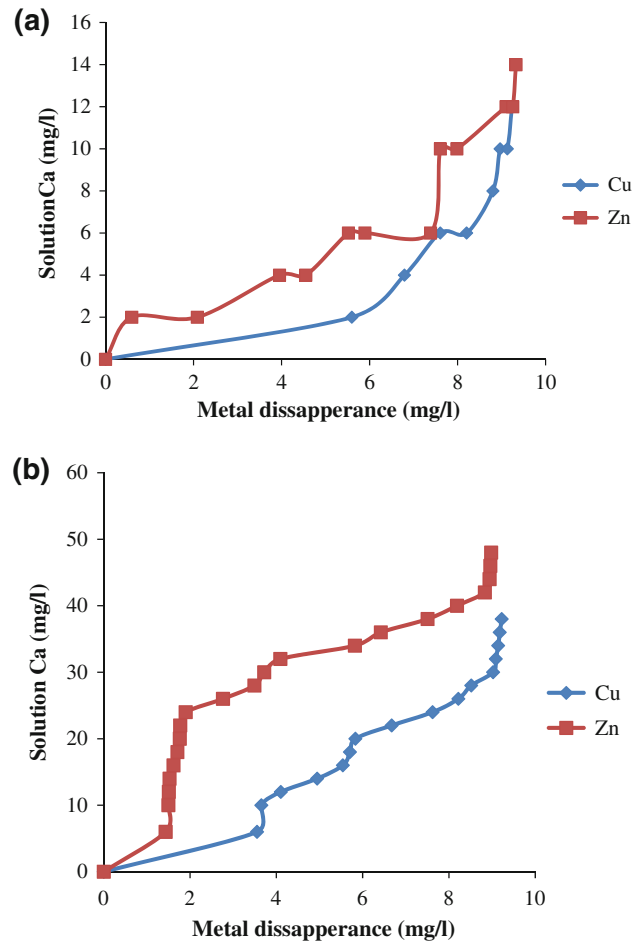 (a)
16
14
12
10
8
6
4
2
0
SolutionCa (mg/l)
0 2 4 6 8 10
Metal dissapperance (mg/l)
Cu
Zn
(b)
60
50
40
30
20
10
0
Solution Ca (mg/l)
0 2 4 6 8 10
Metal dissapperance (mg/l)
Cu
Zn